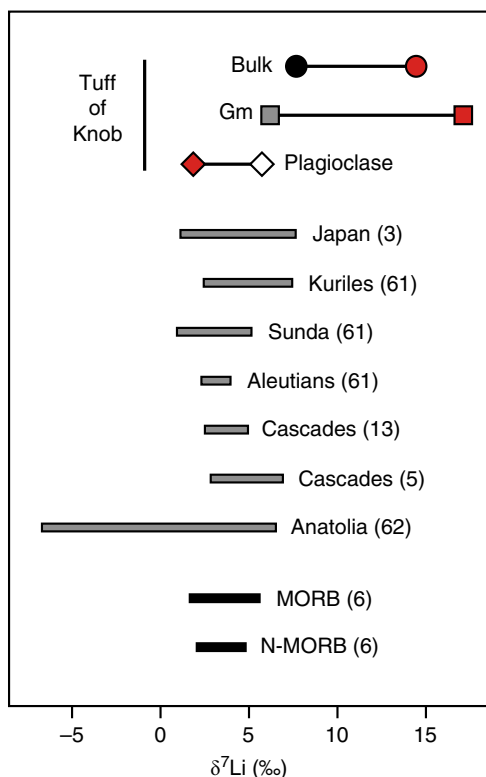 Bulk
Tuff
of
Knob
Gm
Plagioclase
Japan (3)
Kuriles (61)
Sunda (61)
Aleutians (61)
Cascades (13)
Cascades (5)
Anatolia (62)
MORB (6)
N-MORB (6)
–5 0 5 10 15
δ⁷Li (‰)